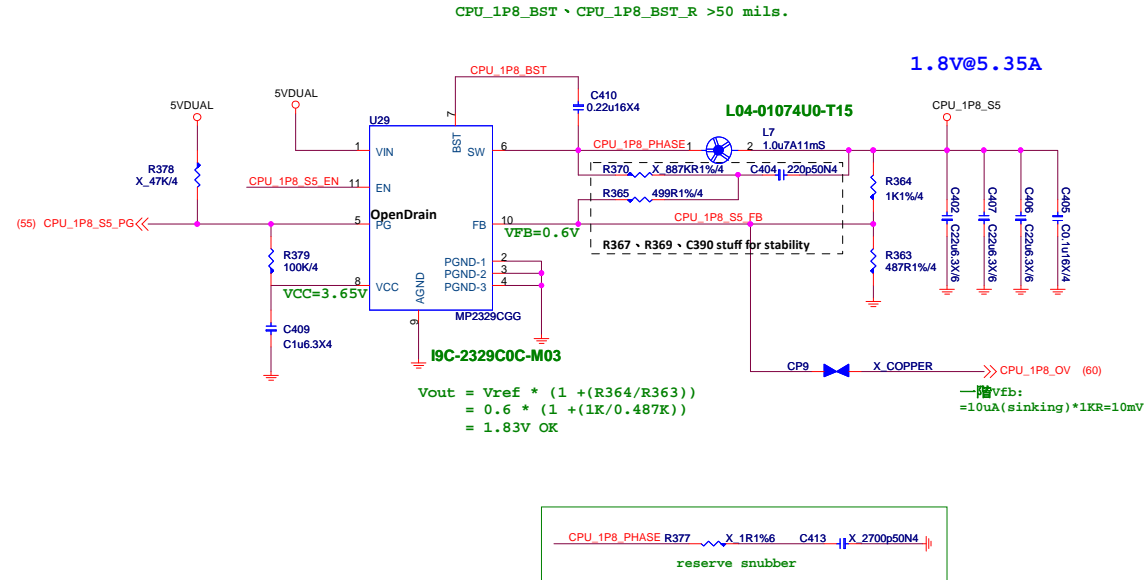 CPU_1P8_BST、CPU_1P8_BST_R >50 mils.
1.8V@5.35A
CPU_1P8_BST
5VDUAL
5VDUAL
C410
0.22u16X4
L04-01074U0-T15
CPU_1P8_S5
U29
7
BST
1
VIN
SW
6
CPU_1P8_PHASE
1
2
L7
1.0u7A11mS
R378
X_47K/4
R370
X_887KR1%/4
C404
220p50N4
CPU_1P8_S5_EN
11
EN
R365
499R1%/4
R364
1K1%/4
C402
C22u6.3X/6
C407
C22u6.3X/6
C406
C22u6.3X/6
C405
C0.1u16X/4
OpenDrain
(55) CPU_1P8_S5_PG
5
PG
FB
10
CPU_1P8_S5_FB
VFB=0.6V
R367、R369、C390 stuff for stability
R379
100K/4
R363
487R1%/4
PGND-1
2
PGND-2
3
PGND-3
4
8
VCC
VCC=3.65V
AGND
9
MP2329CGG
C409
C1u6.3X4
I9C-2329C0C-M03
CP9
X_COPPER
CPU_1P8_OV (60)
一階Vfb:
=10uA(sinking)*1KR=10mV
Vout = Vref * (1 +(R364/R363))
= 0.6 * (1 +(1K/0.487K))
= 1.83V OK
CPU_1P8_PHASE R377 X_1R1%6 C413 X_2700p50N4
reserve snubber